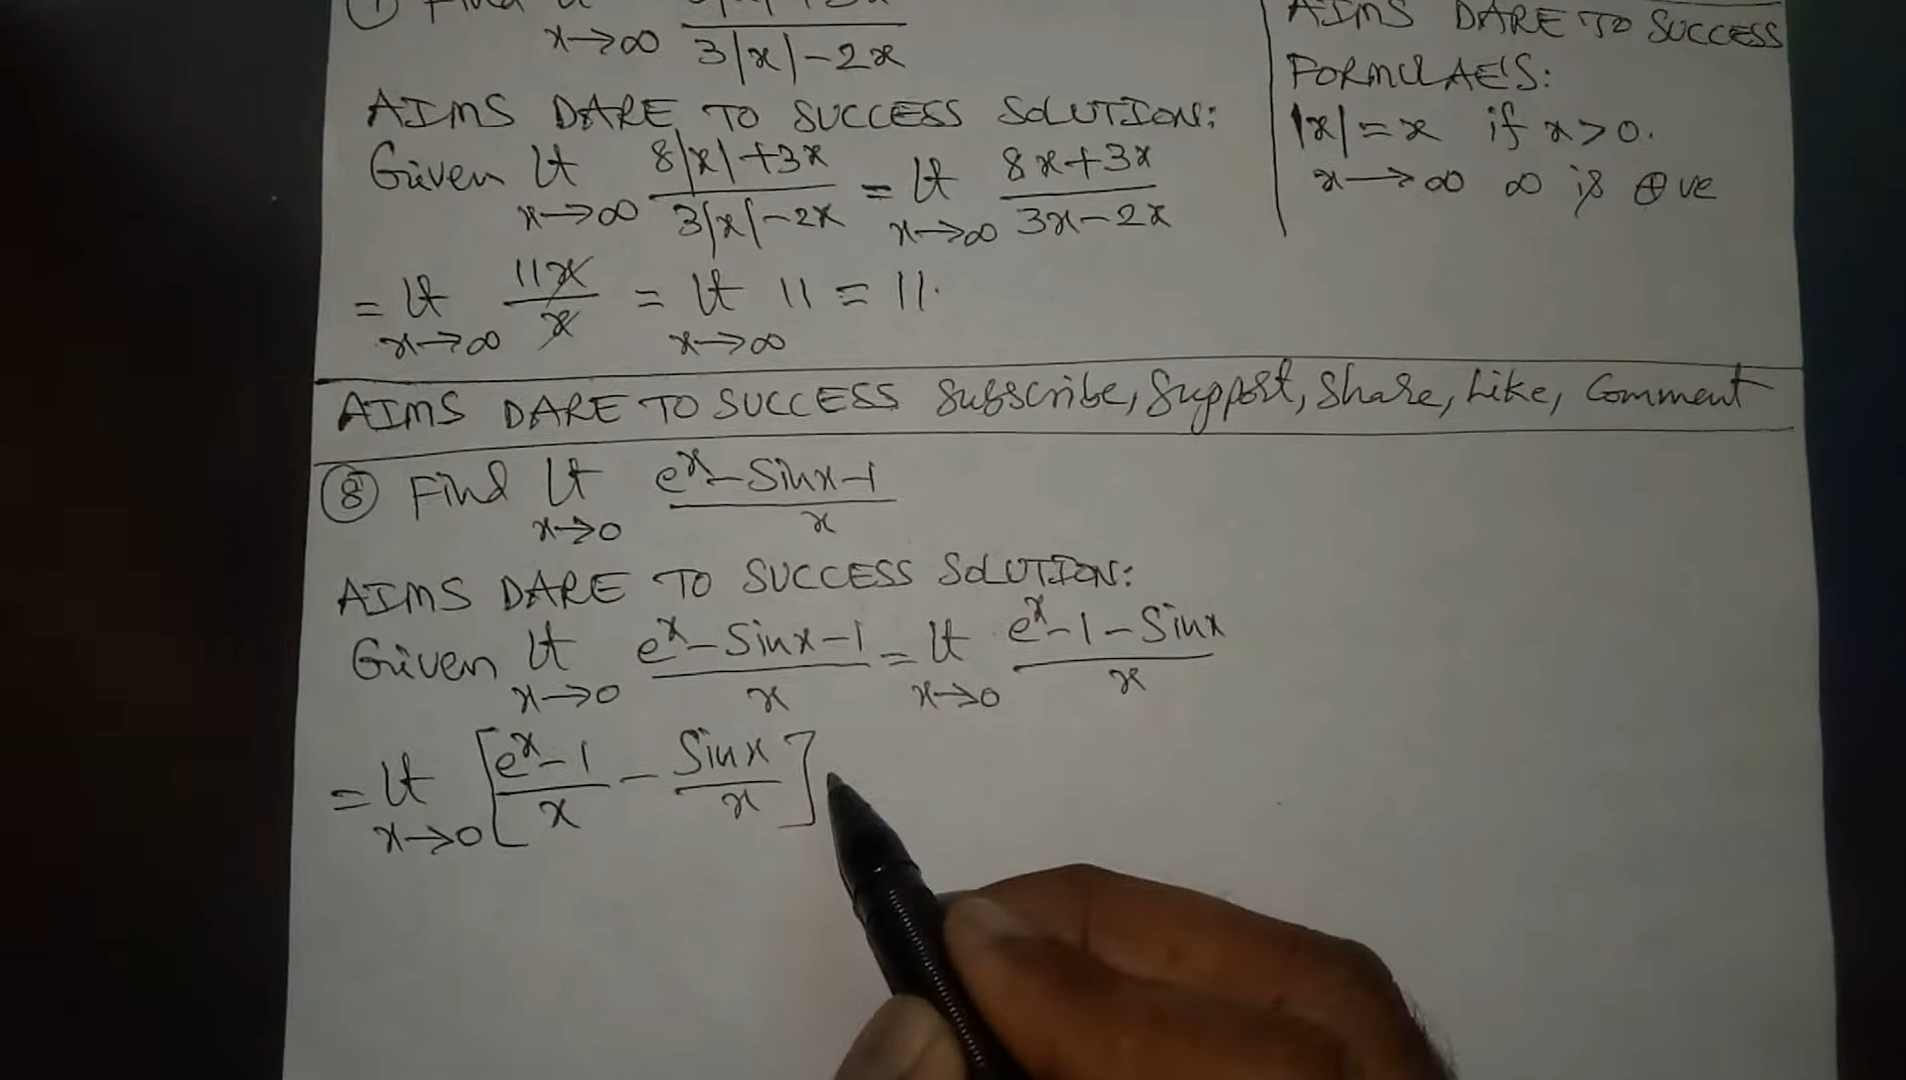 x→∞ 3|x|-2x
AIMS DARE TO SUCCESS SOLUTION:
Given Lt x→∞ 8|x|+3x / 3|x|-2x = Lt x→∞ 8x+3x / 3x-2x
= Lt x→∞ 11x / x = Lt x→∞ 11 = 11.
AIMS DARE TO SUCCESS
FORMULAE'S:
|x| = x if x>0.
x→∞ ∞ is ⊕ve
AIMS DARE TO SUCCESS Subscribe, Support, Share, Like, Comment
⑧ Find Lt x→0 e^x-Sinx-1 / x
AIMS DARE TO SUCCESS SOLUTION:
Given Lt x→0 e^x-Sinx-1 / x = Lt x→0 e^x-1-Sinx / x
= Lt x→0 [e^x-1 / x - Sinx / x]